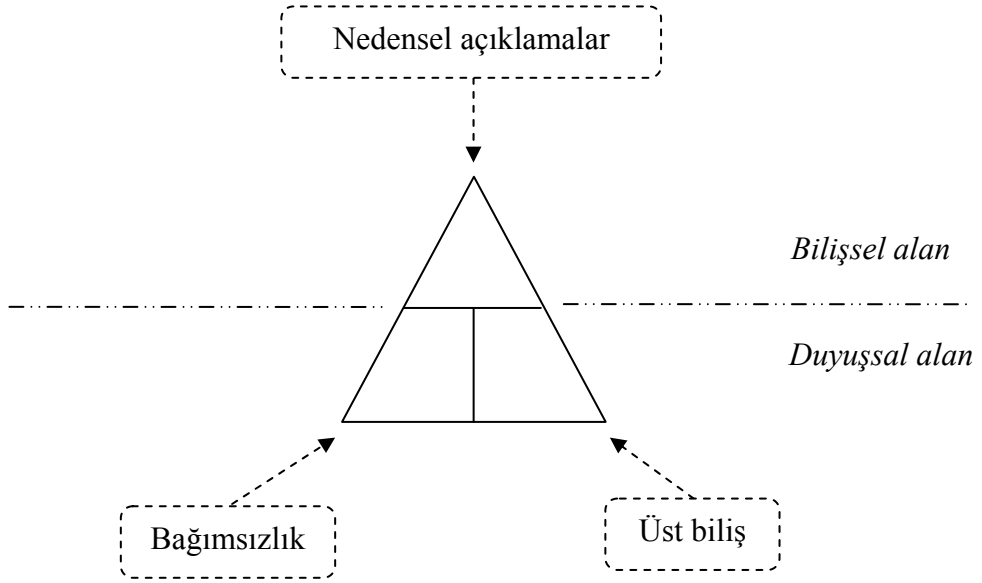 Nedensel açıklamalar
Bilişsel alan
Duyuşsal alan
Bağımsızlık
Üst biliş